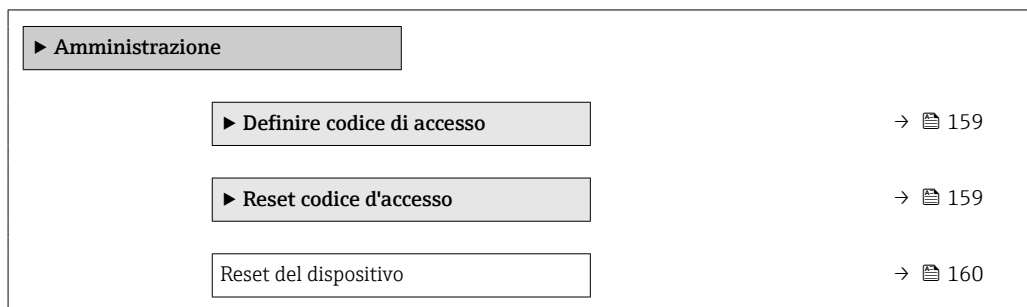 ▶ Amministrazione
▶ Definire codice di accesso → 159
▶ Reset codice d'accesso → 159
Reset del dispositivo → 160